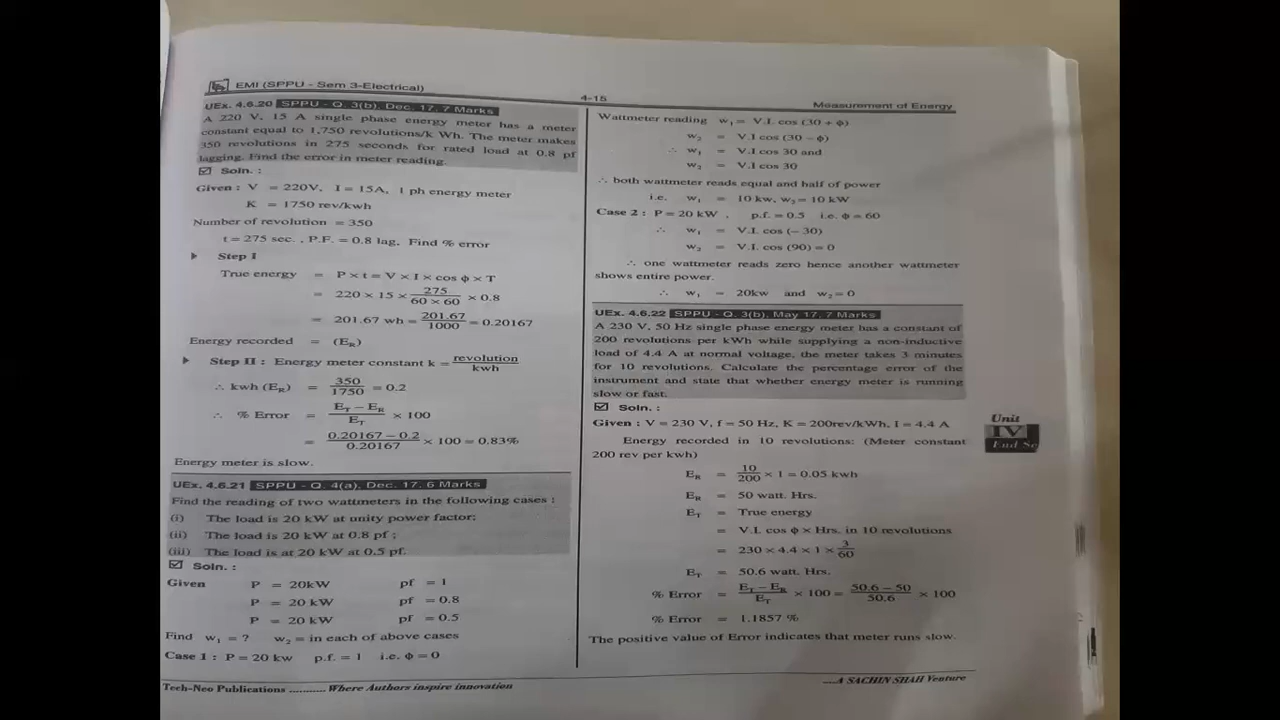 EMI (SPPU - Sem 3-Electrical)
4-15
Measurement of Energy
UEx. 4.6.20 SPPU - Q. 3(b), Dec. 17, 7 Marks
A 220 V, 15 A single phase energy meter has a meter
constant equal to 1,750 revolutions/k Wh. The meter makes
350 revolutions in 275 seconds for rated load at 0.8 pf
lagging. Find the error in meter reading.
☑ Soln. :
Given : V = 220V, I = 15A, 1 ph energy meter
K = 1750 rev/kwh
Number of revolution = 350
t = 275 sec. , P.F. = 0.8 lag, Find % error
Step I
True energy = P × t = V × I × cos ϕ × T
= 220 × 15 × 275/60 × 60 × 0.8
= 201.67 wh = 201.67/1000 = 0.20167
Energy recorded = (E_R)
Step II : Energy meter constant k = revolution/kwh
∴ kwh (E_R) = 350/1750 = 0.2
∴ % Error = E_T – E_R/E_T × 100
= 0.20167 – 0.2/0.20167 × 100 = 0.83%
Energy meter is slow.
UEx. 4.6.21 SPPU - Q. 4(a), Dec. 17, 6 Marks
Find the reading of two wattmeters in the following cases :
(i) The load is 20 kW at unity power factor;
(ii) The load is 20 kW at 0.8 pf ;
(iii) The load is at 20 kW at 0.5 pf.
☑ Soln. :
Given P = 20kW pf = 1
P = 20 kW pf = 0.8
P = 20 kW pf = 0.5
Find w₁ = ? w₂ = in each of above cases
Case 1 : P = 20 kw p.f. = 1 i.e. ϕ = 0
Wattmeter reading w₁ = V.I. cos (30 + ϕ)
w₂ = V.I cos (30 – ϕ)
∴ w₁ = V.I cos 30 and
w₂ = V.I cos 30
∴ both wattmeter reads equal and half of power
i.e. w₁ = 10 kw, w₂ = 10 kW
Case 2 : P = 20 kW , p.f. = 0.5 i.e. ϕ = 60
∴ w₁ = V.I. cos (– 30)
w₂ = V.I. cos (90) = 0
∴ one wattmeter reads zero hence another wattmeter
shows entire power.
∴ w₁ = 20kw and w₂ = 0
UEx. 4.6.22 SPPU - Q. 3(b), May 17, 7 Marks
A 230 V, 50 Hz single phase energy meter has a constant of
200 revolutions per kWh while supplying a non-inductive
load of 4.4 A at normal voltage, the meter takes 3 minutes
for 10 revolutions. Calculate the percentage error of the
instrument and state that whether energy meter is running
slow or fast.
☑ Soln. :
Given : V = 230 V, f = 50 Hz, K = 200rev/kWh, I = 4.4 A
Energy recorded in 10 revolutions: (Meter constant
200 rev per kwh)
E_R = 10/200 × 1 = 0.05 kwh
E_R = 50 watt. Hrs.
E_T = True energy
= V.I. cos ϕ × Hrs. in 10 revolutions
= 230 × 4.4 × 1 × 3/60
E_T = 50.6 watt. Hrs.
% Error = E_T – E_R/E_T × 100 = 50.6 – 50/50.6 × 100
% Error = 1.1857 %
The positive value of Error indicates that meter runs slow.
Unit
IV
End Se
Tech-Neo Publications .......... Where Authors inspire innovation
....A SACHIN SHAH Venture